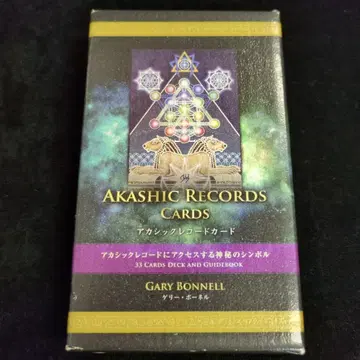 AKASHIC RECORDS
CARDS
アカシックレコードカード
アカシックレコードにアクセスする神秘のシンボル
33 CARDS DECK AND GUIDEBOOK
GARY BONNELL
ゲリー・ボーネル